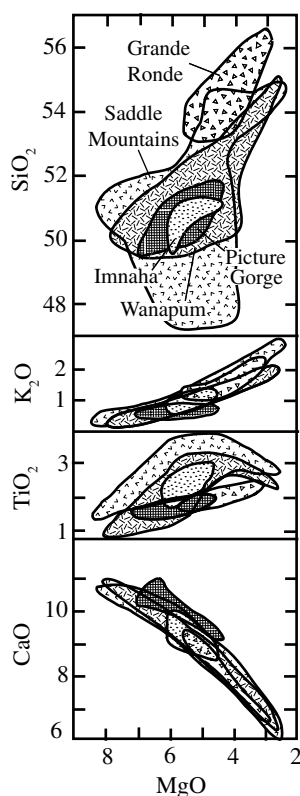 56
Grande
Ronde
54
Saddle
Mountains
52
SiO₂
50
Imnaha
Picture
Gorge
Wanapum
48
K₂O
2
1
TiO₂
3
1
CaO
10
8
6
8 6 4 2
MgO